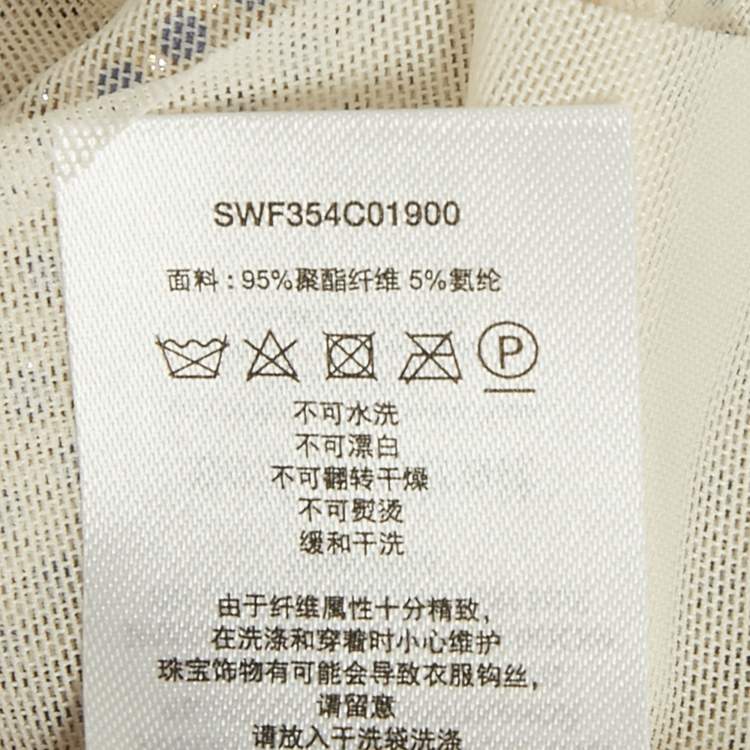 SWF354C01900
面料：95%聚酯纤维 5%氨纶
P
不可水洗
不可漂白
不可翻转干燥
不可熨烫
缓和干洗
由于纤维属性十分精致，
在洗涤和穿着时小心维护
珠宝饰物有可能会导致衣服钩丝，
请留意
请放入干洗袋洗涤